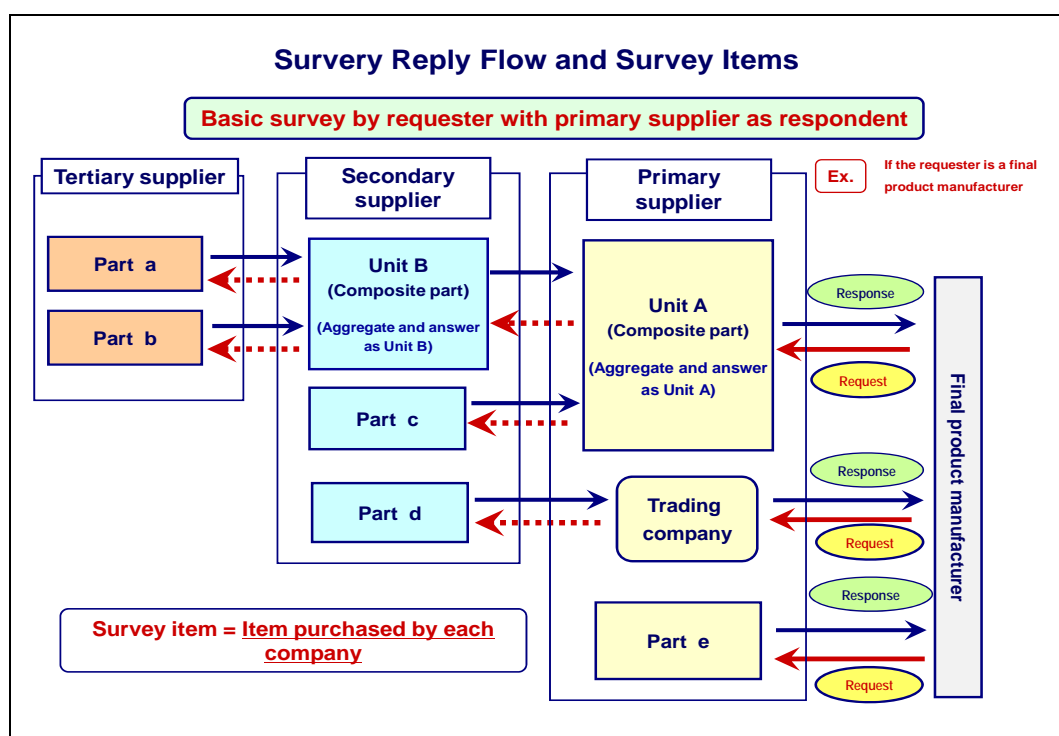 Survery Reply Flow and Survey Items
Basic survey by requester with primary supplier as respondent
Tertiary supplier
Secondary
supplier
Primary
supplier
Ex.
If the requester is a final
product manufacturer
Part a
Part b
Unit B
(Composite part)
(Aggregate and answer
as Unit B)
Part c
Part d
Unit A
(Composite part)
(Aggregate and answer
as Unit A)
Trading
company
Part e
Response
Request
Response
Request
Response
Request
Final product manufacturer
Survey item = Item purchased by each
company